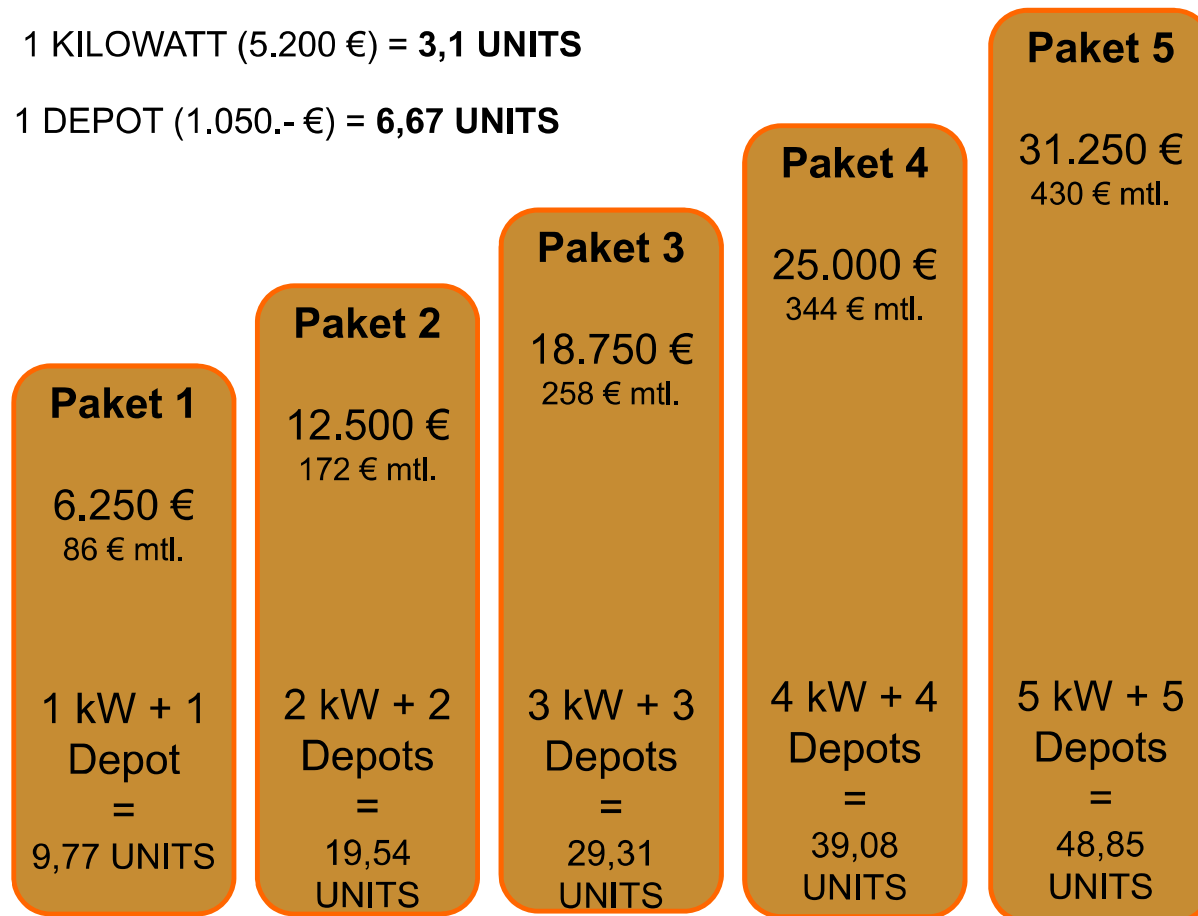 1 KILOWATT (5.200 €) = 3,1 UNITS
1 DEPOT (1.050.- €) = 6,67 UNITS
Paket 1
6.250 €
86 € mtl.
1 kW + 1
Depot
=
9,77 UNITS
Paket 2
12.500 €
172 € mtl.
2 kW + 2
Depots
=
19,54
UNITS
Paket 3
18.750 €
258 € mtl.
3 kW + 3
Depots
=
29,31
UNITS
Paket 4
25.000 €
344 € mtl.
4 kW + 4
Depots
=
39,08
UNITS
Paket 5
31.250 €
430 € mtl.
5 kW + 5
Depots
=
48,85
UNITS